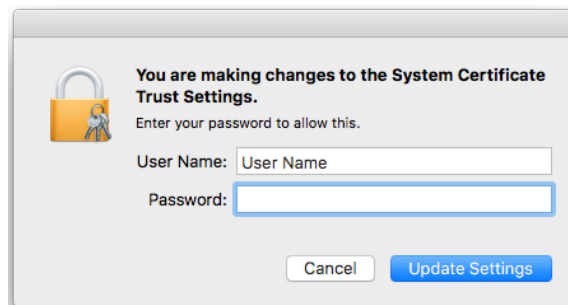 You are making changes to the System Certificate
Trust Settings.
Enter your password to allow this.
User Name: User Name
Password:
Cancel Update Settings